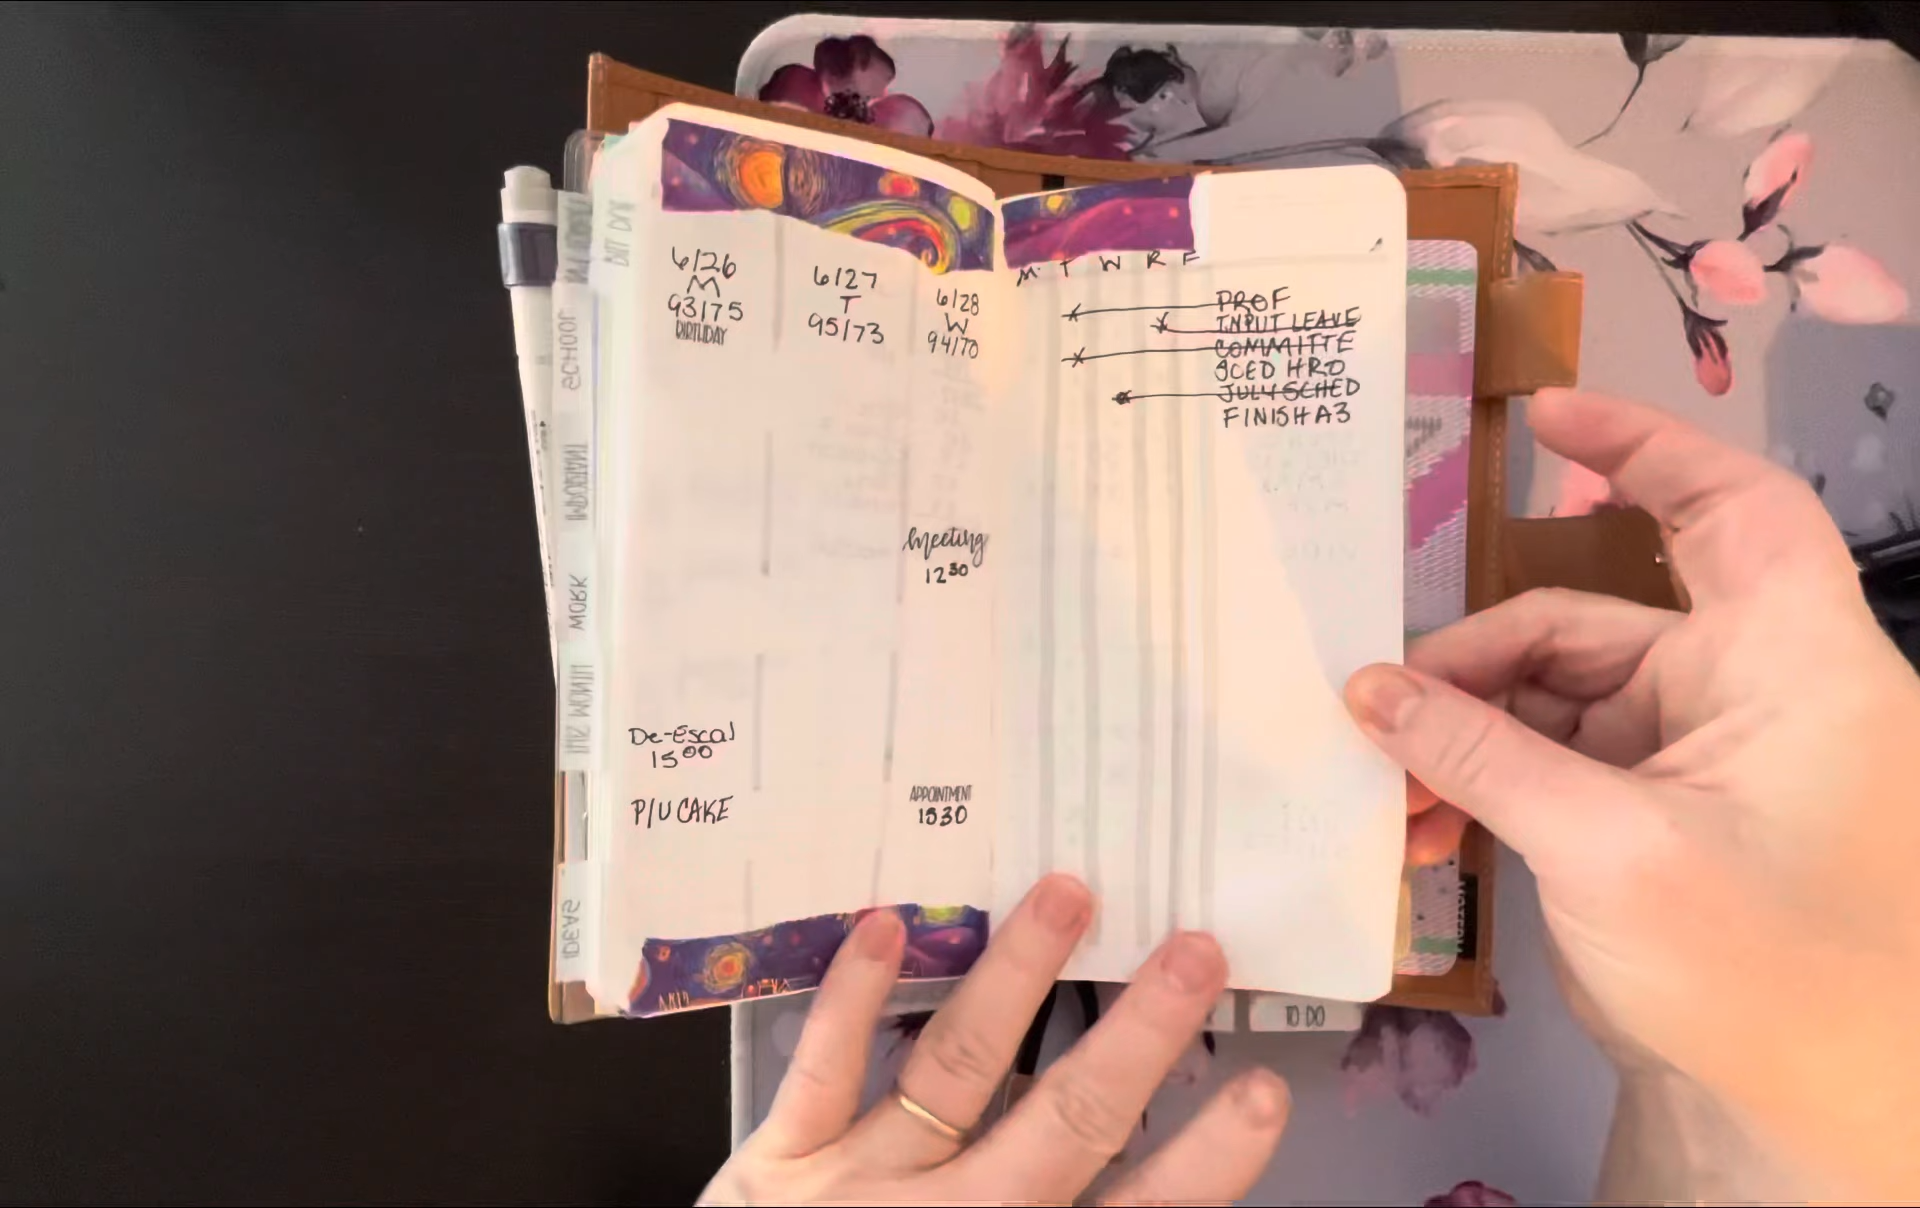 6/26
M
93/75
BIRTHDAY
De-Escal
15⁰⁰
P/U CAKE
6/27
T
95/73
6/28
W
94/70
Meeting
12³⁰
APPOINTMENT
1530
M T W R F
PROF
INPUT LEAVE
COMMITTE
SCED HRD
JULY SCHED
FINISH A3
SCHOOL
WORK
IDEAS
TO DO